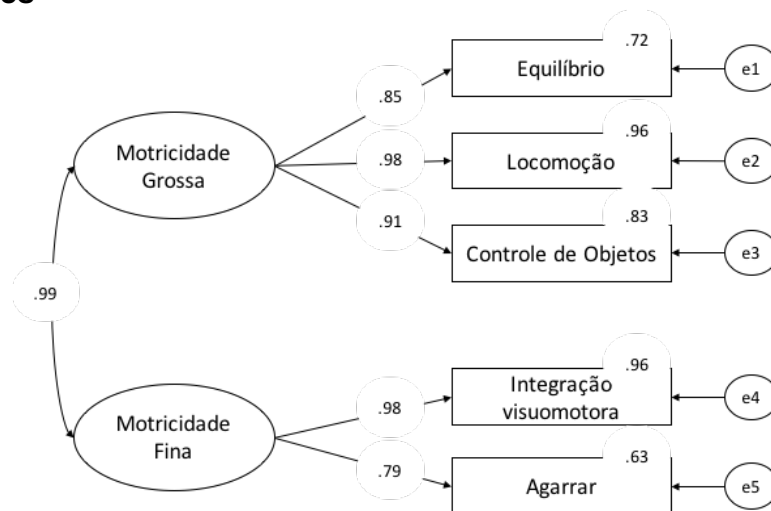 .72
Equilíbrio
e1
.85
.96
Motricidade
Grossa
.98
Locomoção
e2
.91
.83
Controle de Objetos
e3
.99
.96
Integração
visuomotora
e4
.98
Motricidade
Fina
.63
.79
Agarrar
e5